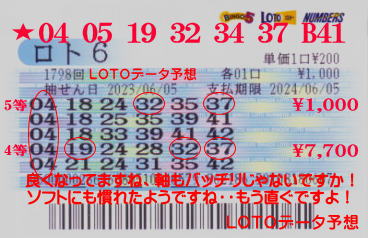 BINGO5 LOTO NUMBERS
★04 05 19 32 34 37 B41
ロト6 単価1口¥200
1798回 LOTOデータ予想 各01口 ¥1,000
抽せん日 2023/06/05 支払期限 2024/06/05
5等 04 18 24 32 35 37 ¥1,000
04 18 25 35 39 41
04 18 33 39 41 42
4等 04 19 24 28 32 37 ¥7,700
04 21 24 31 35 42
良くなってますね、軸もバッチリじゃないですか！
ソフトにも慣れたようですね‥もう直ぐですよ！
LOTOデータ予想